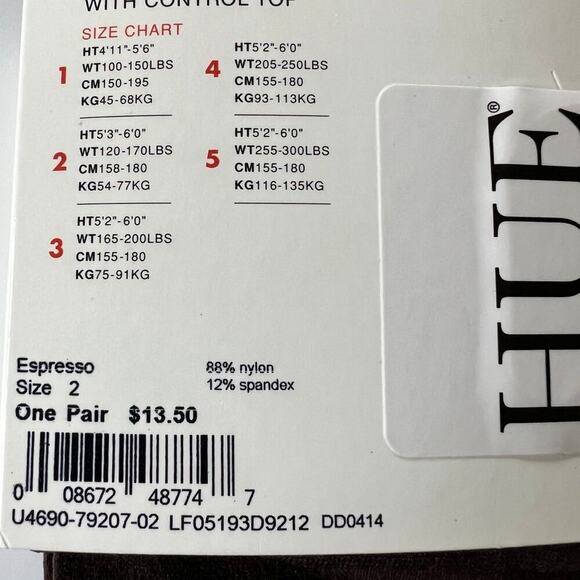 WITH CONTROL TOP
SIZE CHART
1
HT4'11"-5'6"
WT100-150LBS
CM150-195
KG45-68KG
2
HT5'3"-6'0"
WT120-170LBS
CM158-180
KG54-77KG
3
HT5'2"-6'0"
WT165-200LBS
CM155-180
KG75-91KG
4
HT5'2"-6'0"
WT205-250LBS
CM155-180
KG93-113KG
5
HT5'2"-6'0"
WT255-300LBS
CM155-180
KG116-135KG
HUE®
Espresso
Size 2
One Pair $13.50
88% nylon
12% spandex
0 08672 48774 7
U4690-79207-02 LF05193D9212 DD0414